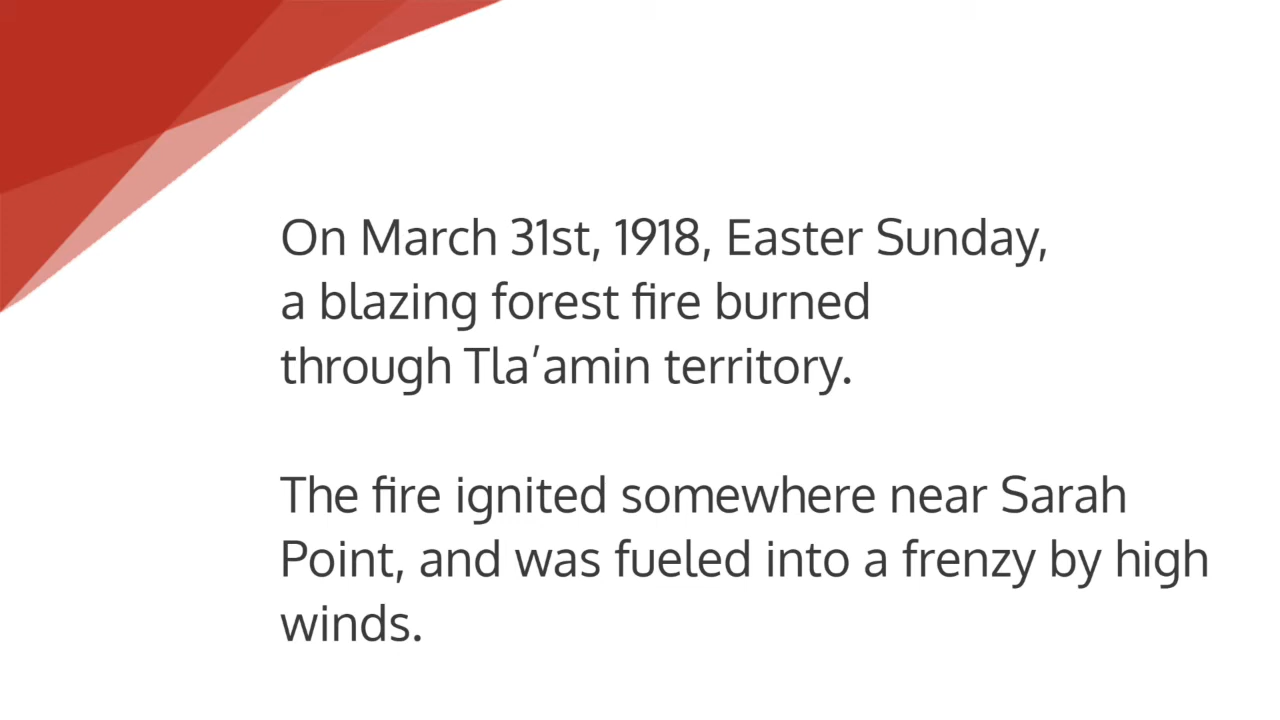 On March 31st, 1918, Easter Sunday,
a blazing forest fire burned
through Tla’amin territory.
The fire ignited somewhere near Sarah
Point, and was fueled into a frenzy by high
winds.